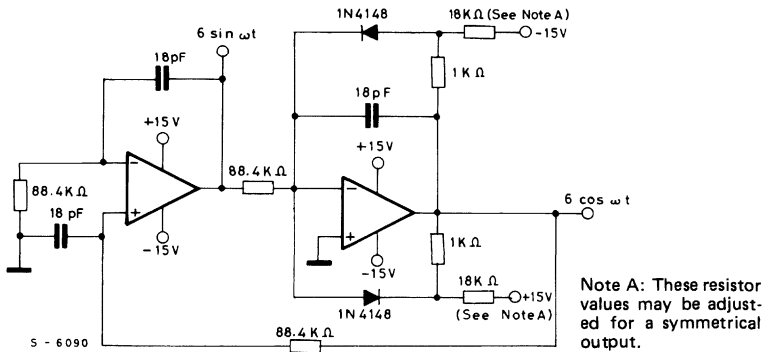 1N4148
18KΩ (See Note A)
-15V
6 sin ωt
18pF
1KΩ
18pF
+15V
+15V
88.4KΩ
88.4KΩ
-
+
-
+
6 cos ωt
18 pF
-15V
-15V
1KΩ
18KΩ
+15V
1N4148
(See Note A)
S - 6090
88.4KΩ
Note A: These resistor
values may be adjust-
ed for a symmetrical
output.